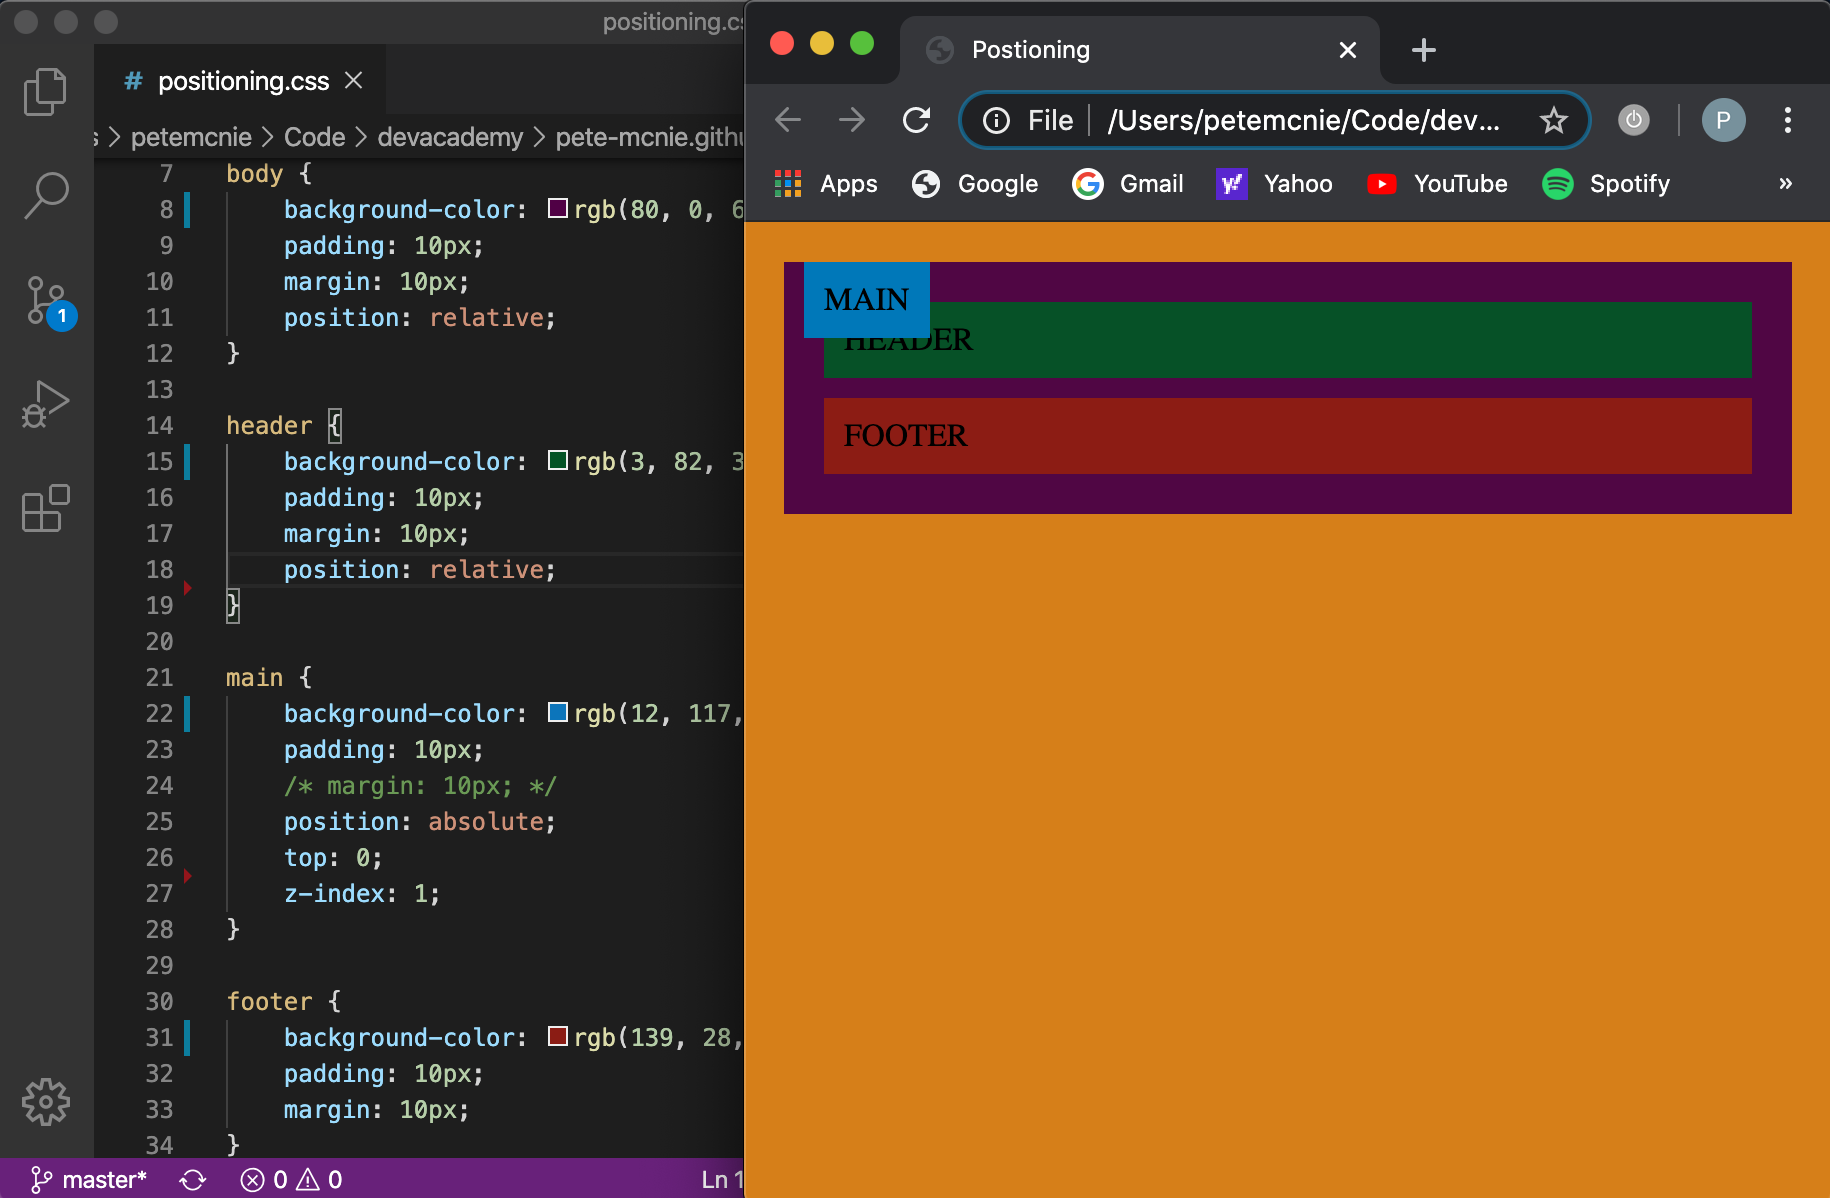 positioning.cs
# positioning.css
s > petemcnie > Code > devacademy > pete-mcnie.githu
7 body {
8 background-color: rgb(80, 0, 6
9 padding: 10px;
10 margin: 10px;
11 position: relative;
12 }
13
14 header {
15 background-color: rgb(3, 82, 3
16 padding: 10px;
17 margin: 10px;
18 position: relative;
19 }
20
21 main {
22 background-color: rgb(12, 117,
23 padding: 10px;
24 /* margin: 10px; */
25 position: absolute;
26 top: 0;
27 z-index: 1;
28 }
29
30 footer {
31 background-color: rgb(139, 28,
32 padding: 10px;
33 margin: 10px;
34 }
1
master* 0 0 Ln 1
Postioning
File /Users/petemcnie/Code/dev... P
Apps Google Gmail Yahoo YouTube Spotify »
MAIN
HEADER
FOOTER